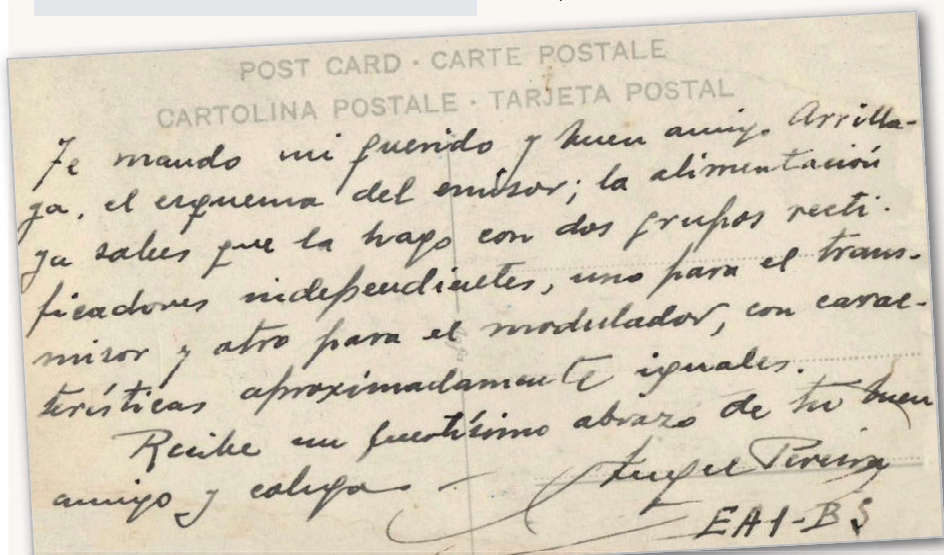 POST CARD · CARTE POSTALE
CARTOLINA POSTALE · TARJETA POSTAL
Te mando mi querido y buen amigo Arrilla-
ga, el esquema del emisor; la alimentación
ya sabes que la hago con dos grupos recti-
ficadores independientes, uno para el trans-
misor y otro para el modulador, con carac-
terísticas aproximadamente iguales.
Recibe un fuertísimo abrazo de tu buen
amigo y colega
Angel Pereira
EA1-BS